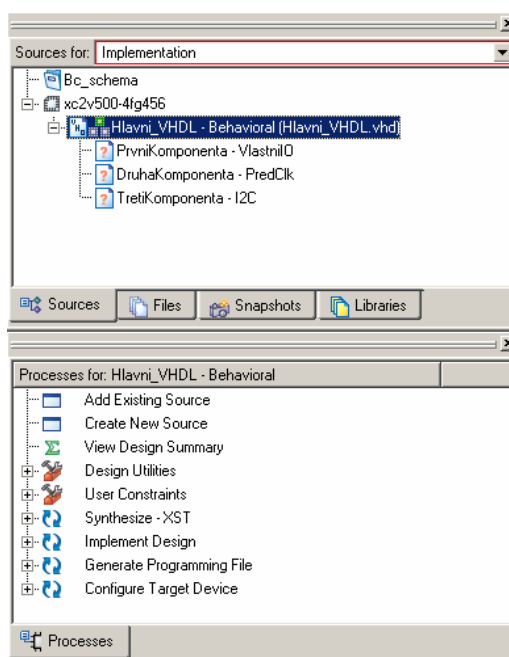 Sources for: Implementation
Bc_schema
xc2v500-4fg456
Hlavni_VHDL - Behavioral (Hlavni_VHDL.vhd)
PrvniKomponenta - VlastniIO
DruhaKomponenta - PredClk
TretiKomponenta - I2C
Sources Files Snapshots Libraries
Processes for: Hlavni_VHDL - Behavioral
Add Existing Source
Create New Source
View Design Summary
Design Utilities
User Constraints
Synthesize - XST
Implement Design
Generate Programming File
Configure Target Device
Processes